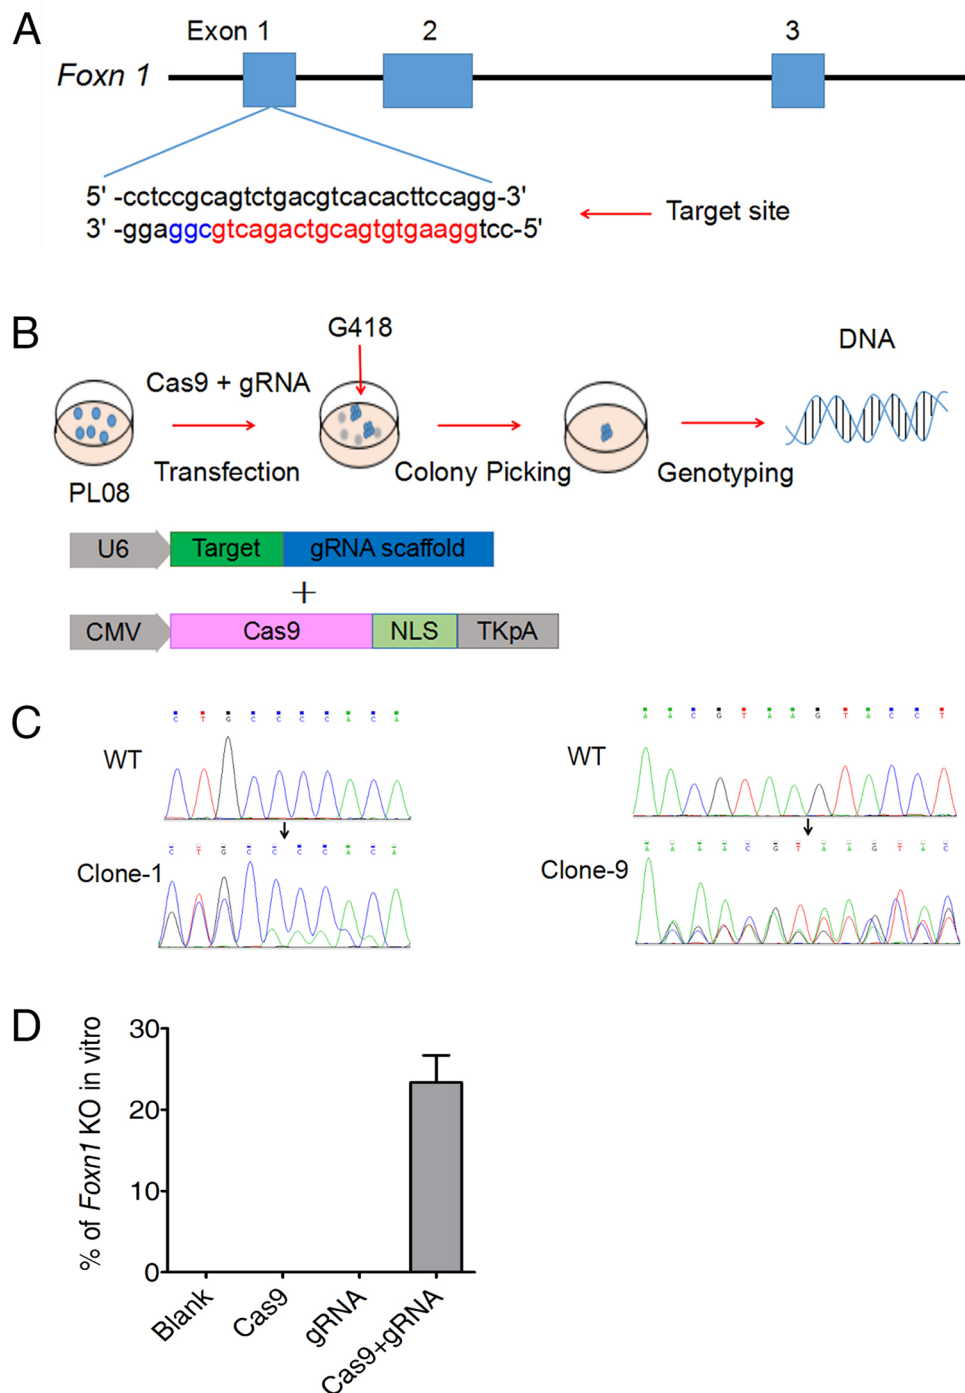 A
Exon 1 2 3
Foxn 1
5' -cctccgcagtctgacgtcacacttccagg-3'
3' -ggaggcgtcagactgcagtgtgaaggtcc-5'
Target site
B
G418
DNA
Cas9 + gRNA
Transfection
Colony Picking
Genotyping
PL08
U6 Target gRNA scaffold
+
CMV Cas9 NLS TKpA
C
C T G C C C C A C A
WT
A A C G T A A G T A C C T
WT
C T G C C C C A C A
Clone-1
A A A A C G T A A G T A C
Clone-9
D
% of Foxn1 KO in vitro
30
20
10
0
Blank
Cas9
gRNA
Cas9+gRNA